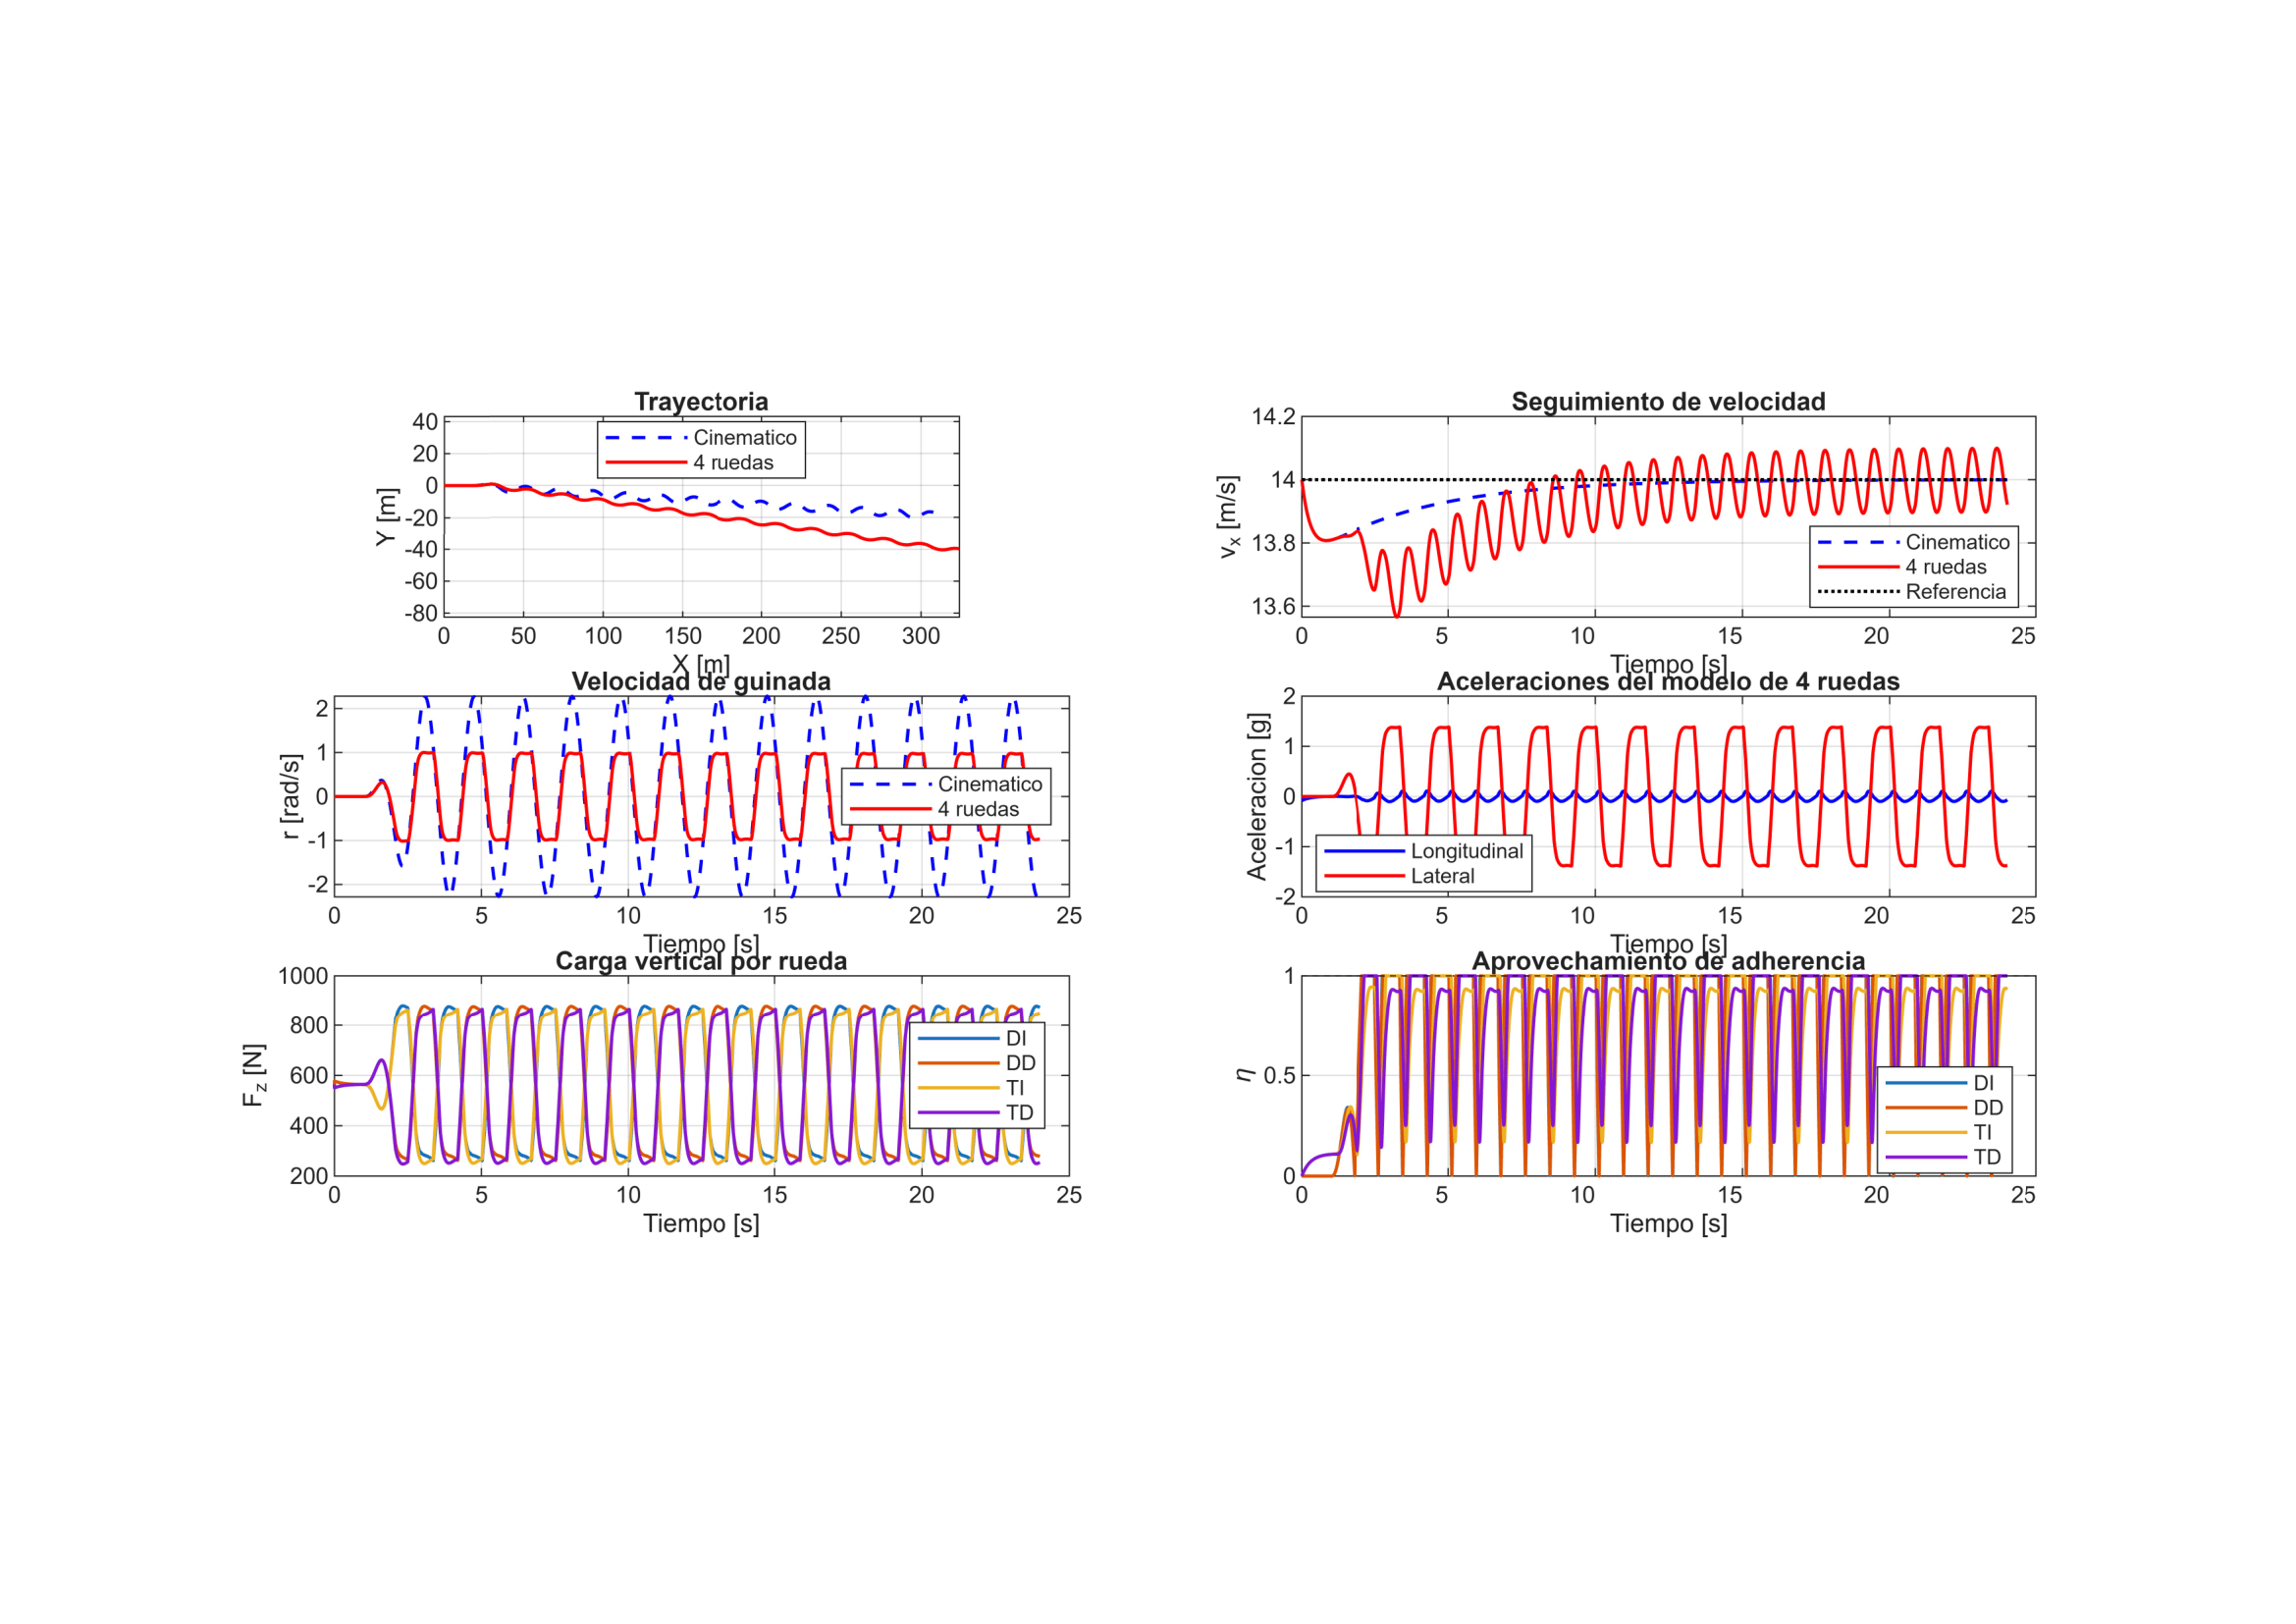 Trayectoria
40
20
0
-20
-40
-60
-80
Y [m]
Cinematico
4 ruedas
0 50 100 150 200 250 300
X [m]
Seguimiento de velocidad
14.2
14
13.8
13.6
v_x [m/s]
Cinematico
4 ruedas
Referencia
0 5 10 15 20 25
Tiempo [s]
Velocidad de guinada
2
1
0
-1
-2
r [rad/s]
Cinematico
4 ruedas
0 5 10 15 20 25
Tiempo [s]
Aceleraciones del modelo de 4 ruedas
2
1
0
-1
-2
Aceleracion [g]
Longitudinal
Lateral
0 5 10 15 20 25
Tiempo [s]
Carga vertical por rueda
1000
800
600
400
200
F_z [N]
DI
DD
TI
TD
0 5 10 15 20 25
Tiempo [s]
Aprovechamiento de adherencia
1
0.5
0
η
DI
DD
TI
TD
0 5 10 15 20 25
Tiempo [s]